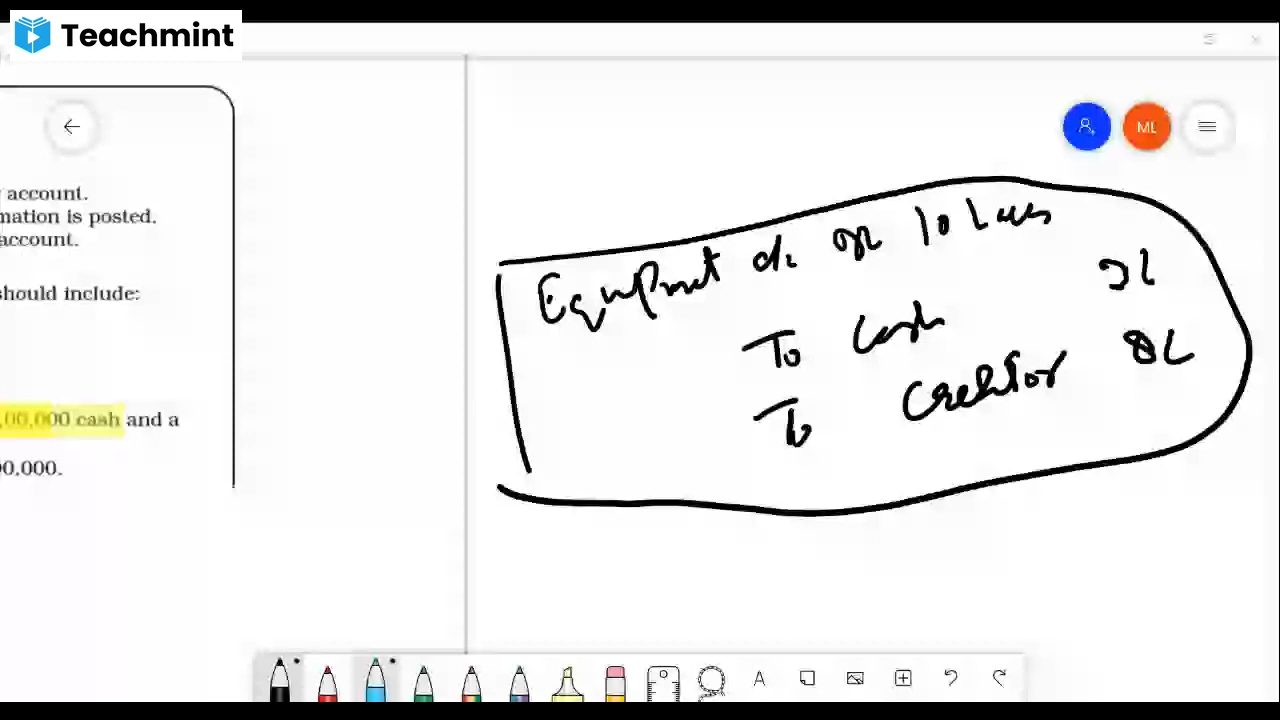 Teachmint
account.
mation is posted.
account.
should include:
,00,000 cash and a
00,000.
ML
Equipment dr 10 Lacs
To Cash 2L
To Creditor 8L
A